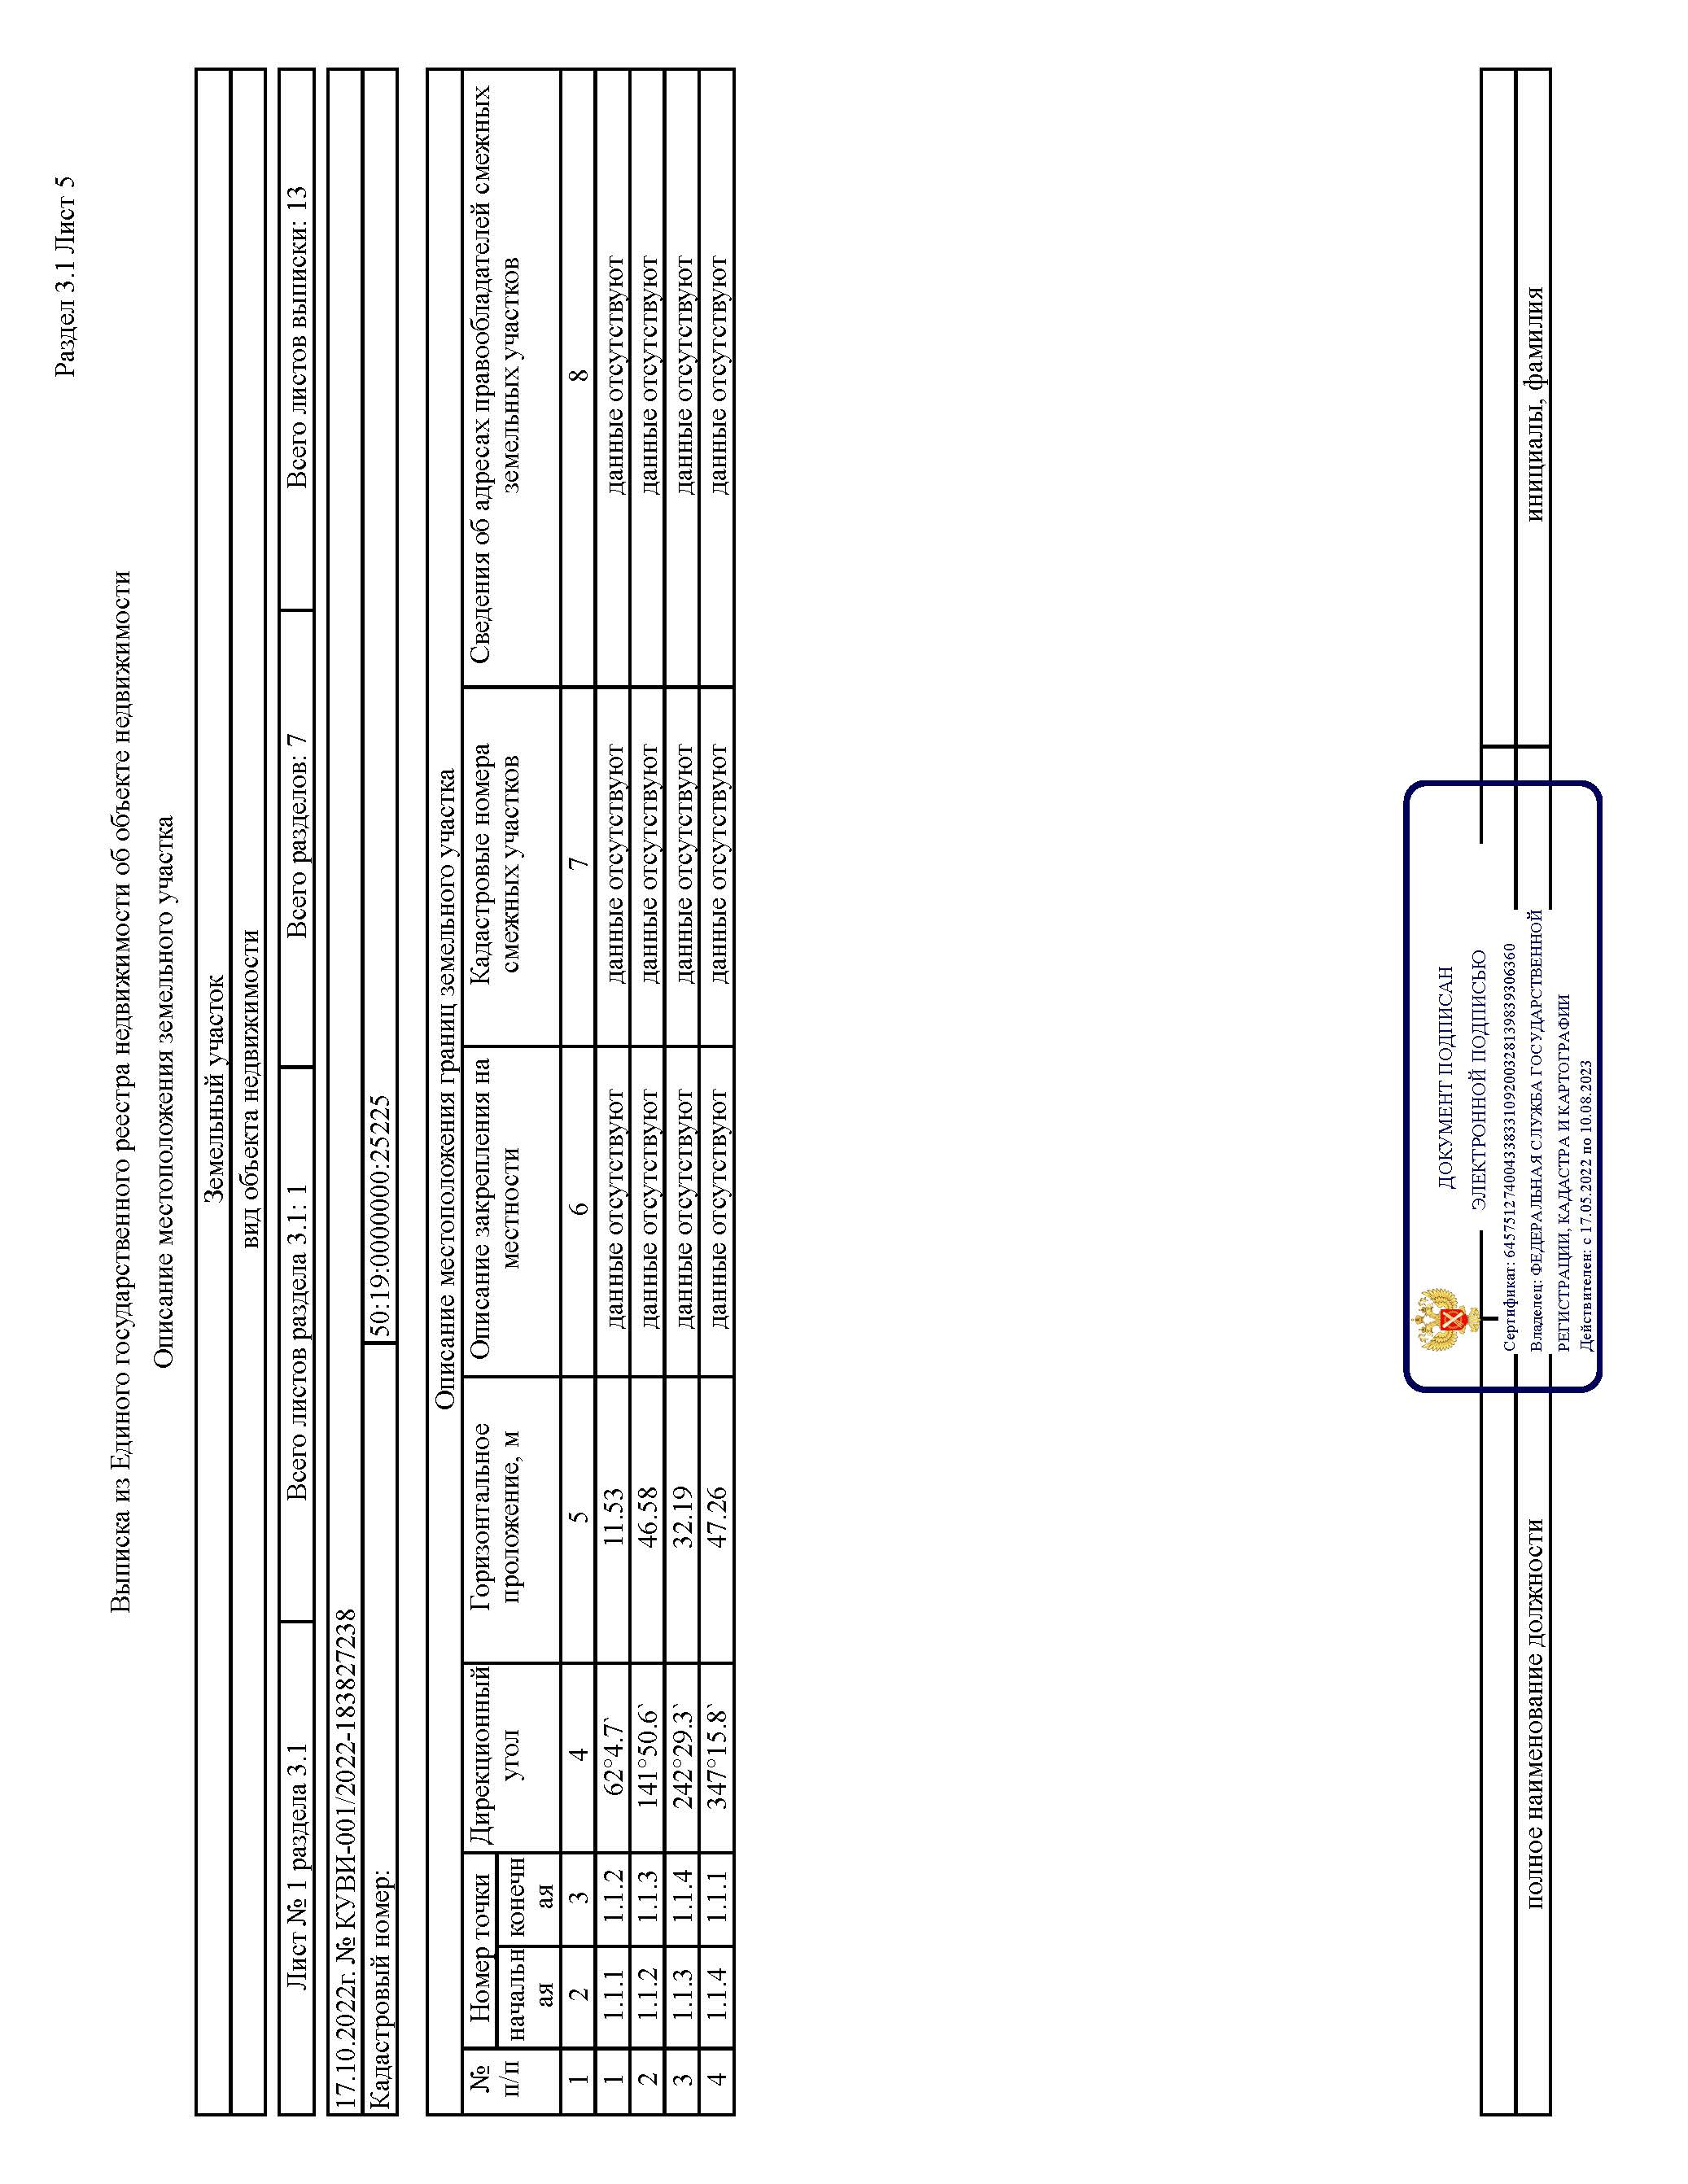 Раздел 3.1 Лист 5
Выписка из Единого государственного реестра недвижимости об объекте недвижимости
Описание местоположения земельного участка
Земельный участок
вид объекта недвижимости
Лист № 1 раздела 3.1 Всего листов раздела 3.1: 1 Всего разделов: 7 Всего листов выписки: 13
17.10.2022г. № КУВИ-001/2022-183827238
Кадастровый номер: 50:19:0000000:25225
Описание местоположения границ земельного участка
№ п/п Номер точки Дирекционный угол Горизонтальное проложение, м Описание закрепления на местности Кадастровые номера смежных участков Сведения об адресах правообладателей смежных земельных участков
начальная конечная
1 2 3 4 5 6 7 8
1 1.1.1 1.1.2 62°4.7` 11.53 данные отсутствуют данные отсутствуют данные отсутствуют
2 1.1.2 1.1.3 141°50.6` 46.58 данные отсутствуют данные отсутствуют данные отсутствуют
3 1.1.3 1.1.4 242°29.3` 32.19 данные отсутствуют данные отсутствуют данные отсутствуют
4 1.1.4 1.1.1 347°15.8` 47.26 данные отсутствуют данные отсутствуют данные отсутствуют
ДОКУМЕНТ ПОДПИСАН
ЭЛЕКТРОННОЙ ПОДПИСЬЮ
Сертификат: 64575127400433833109200328139839306360
Владелец: ФЕДЕРАЛЬНАЯ СЛУЖБА ГОСУДАРСТВЕННОЙ
РЕГИСТРАЦИИ, КАДАСТРА И КАРТОГРАФИИ
Действителен: с 17.05.2022 по 10.08.2023
полное наименование должности инициалы, фамилия